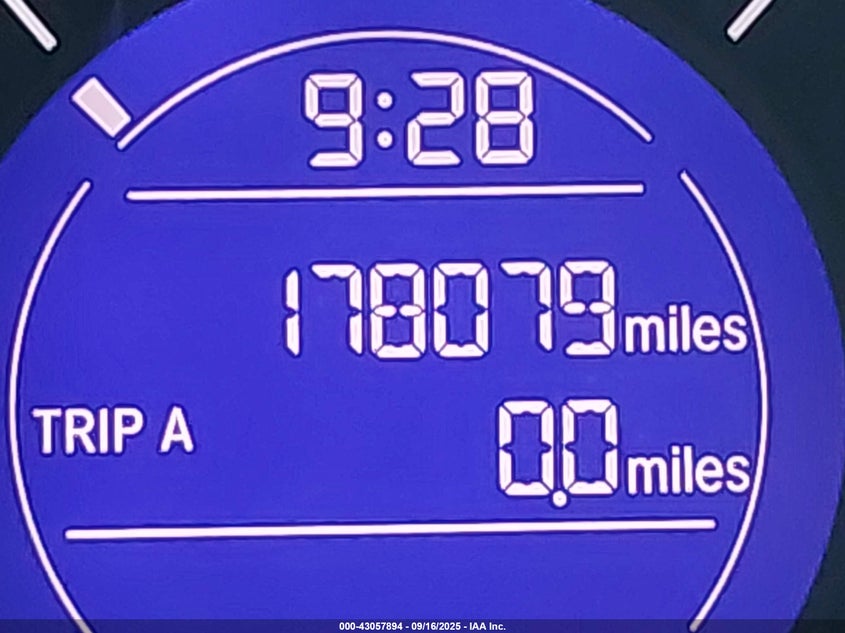 9:28
178079 miles
TRIP A 0.0 miles
000-43057894 - 09/16/2025 - IAA Inc.